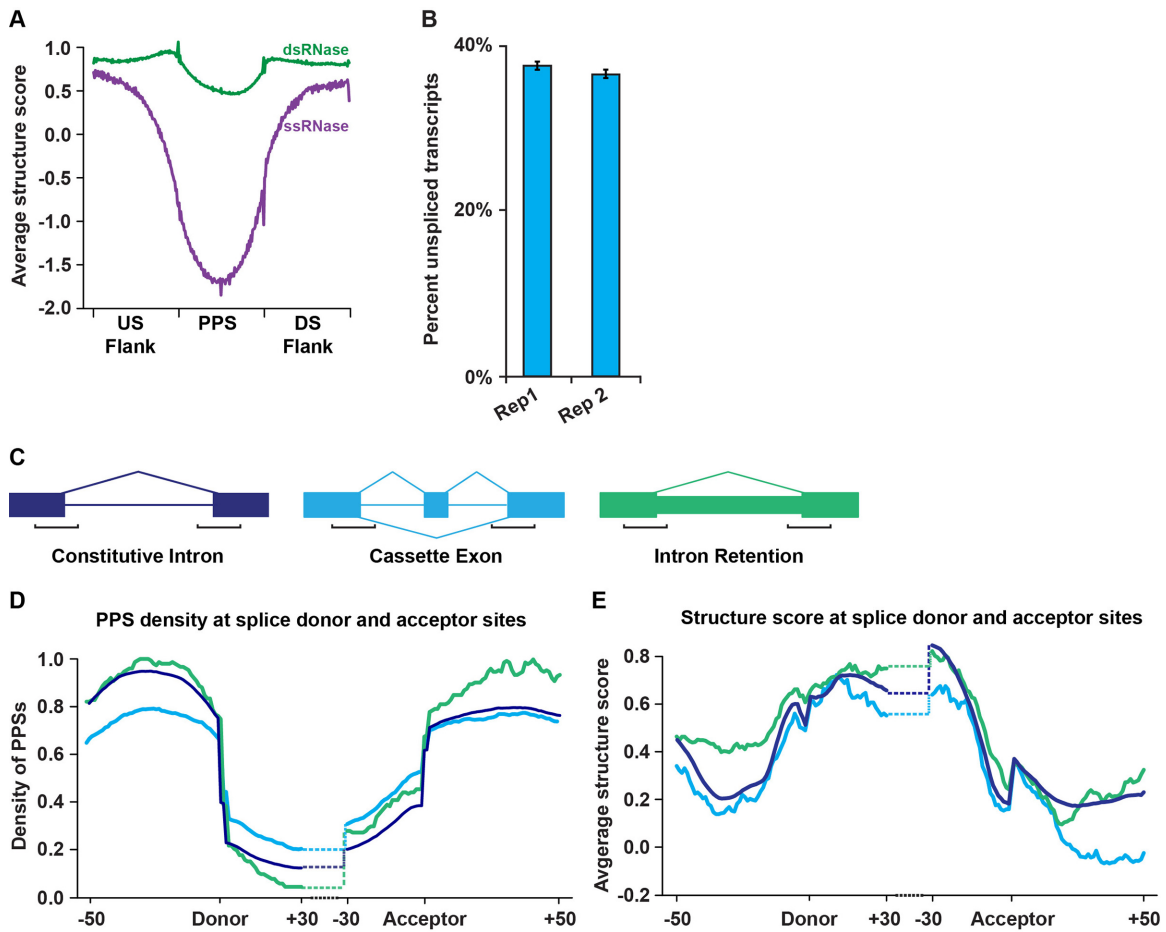 A
Average structure score
1.0
0.5
0.0
-0.5
-1.0
-1.5
-2.0
dsRNase
ssRNase
US Flank
PPS
DS Flank
B
Percent unspliced transcripts
40%
20%
0%
Rep1
Rep 2
C
Constitutive Intron
Cassette Exon
Intron Retention
D
PPS density at splice donor and acceptor sites
Density of PPSs
1.0
0.8
0.6
0.4
0.2
0.0
-50
Donor
+30
-30
Acceptor
+50
E
Structure score at splice donor and acceptor sites
Avgerage structure score
0.8
0.6
0.4
0.2
0.0
-0.2
-50
Donor
+30
-30
Acceptor
+50